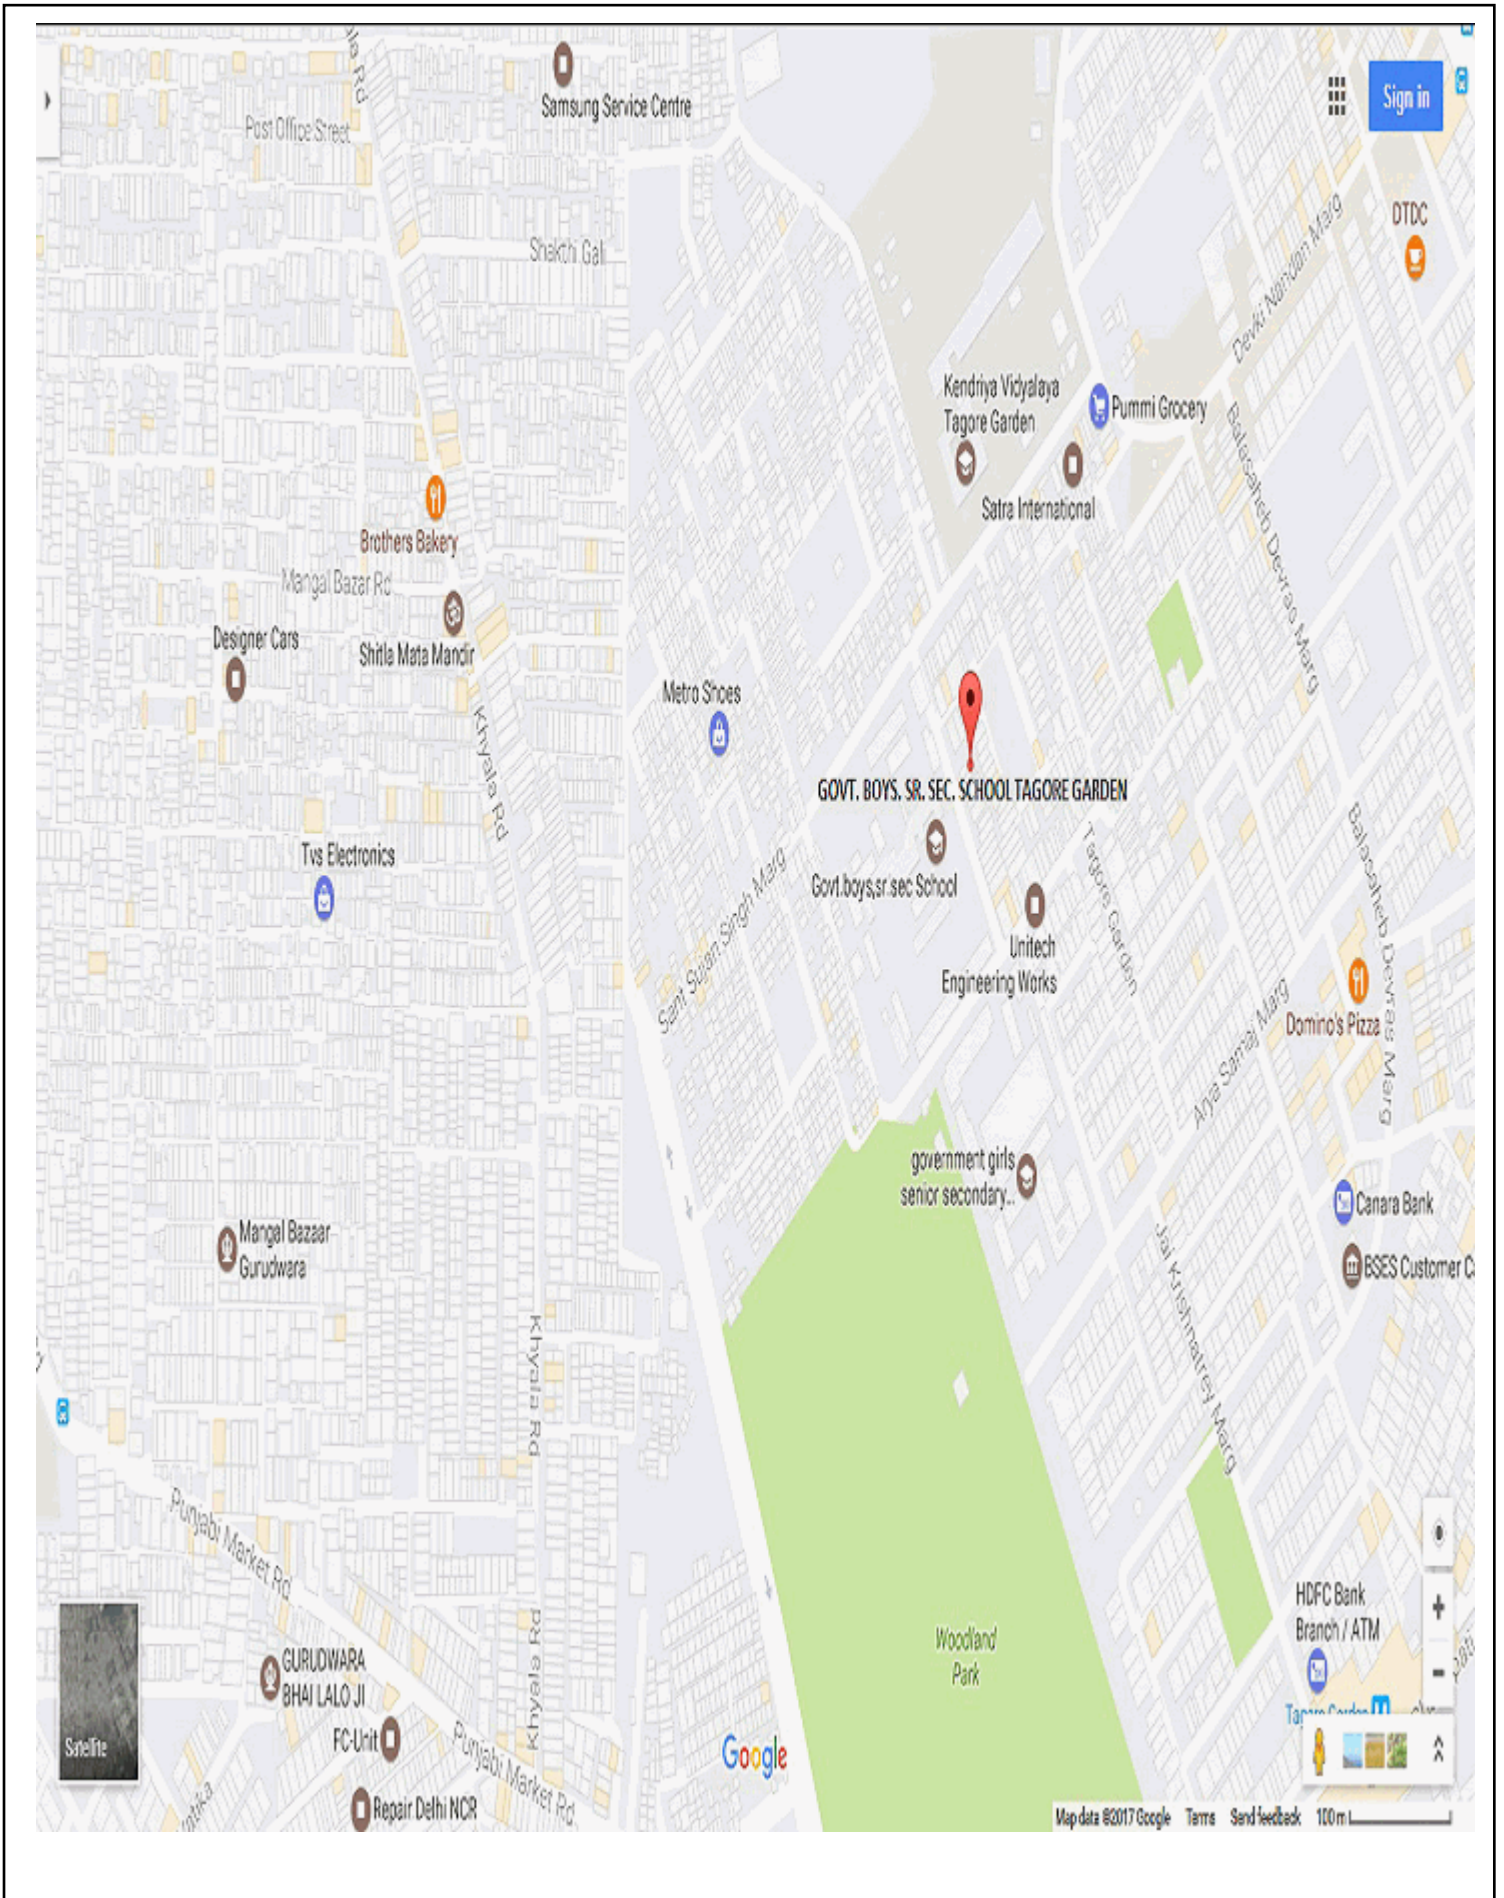 Samsung Service Centre
Sign in
Post Office Street
DTDC
Shakthi Gali
Devki Nandan Marg
Kendriya Vidyalaya
Tagore Garden
Pummi Grocery
Satra International
Balasaheb Devras Marg
Brothers Bakery
Mangal Bazar Rd
Designer Cars
Shitla Mata Mandir
Metro Shoes
Khyala Rd
GOVT. BOYS. SR. SEC. SCHOOL TAGORE GARDEN
Tvs Electronics
Govt.boys,sr.sec School
Sant Sujan Singh Marg
Tagore Garden
Balasaheb Devras Marg
Unitech
Engineering Works
Domino's Pizza
Arya Samaj Marg
government girls
senior secondary...
Canara Bank
Mangal Bazaar
Gurudwara
BSES Customer
Jai Krishnatrey Marg
Khyala Rd
Punjabi Market Rd
HDFC Bank
Branch / ATM
Woodland
Park
Khyala Rd
GURUDWARA
BHAI LALO JI
FC-Unit
Punjabi Market Rd
Satellite
Google
Repair Delhi NCR
Map data ©2017 Google Terms Send feedback 100 m